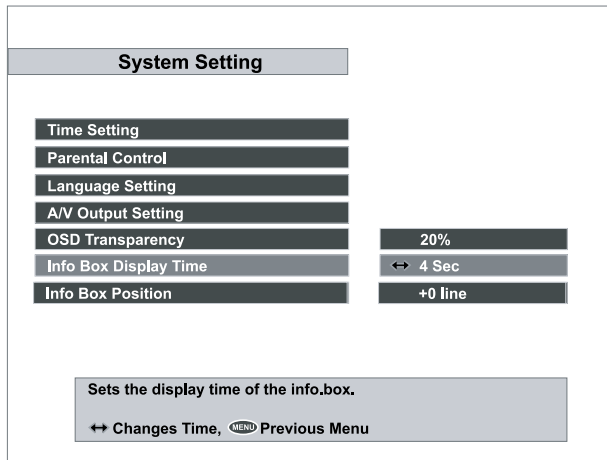 System Setting
Time Setting
Parental Control
Language Setting
A/V Output Setting
OSD Transparency 20%
Info Box Display Time ↔ 4 Sec
Info Box Position +0 line
Sets the display time of the info.box.
↔ Changes Time, MENU Previous Menu